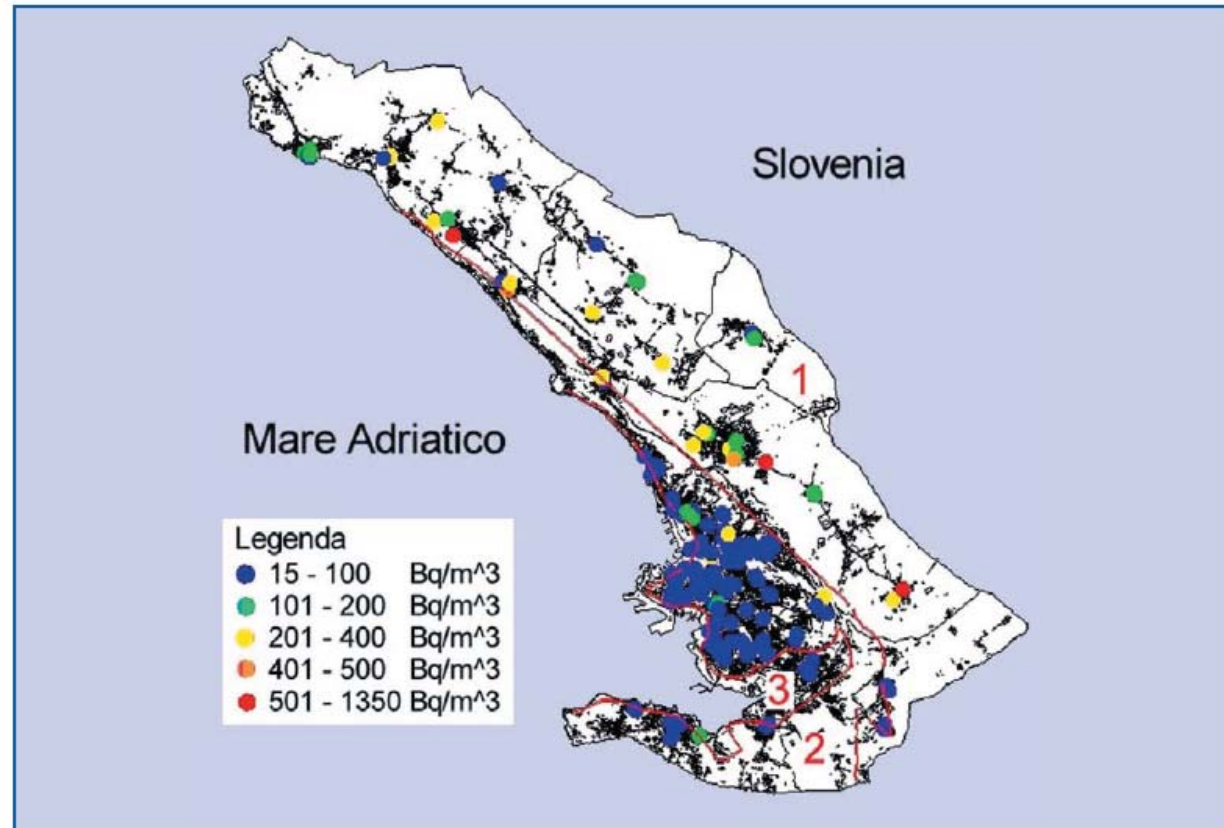 Slovenia
1
Mare Adriatico
Legenda
15 - 100 Bq/m^3
101 - 200 Bq/m^3
201 - 400 Bq/m^3
401 - 500 Bq/m^3
501 - 1350 Bq/m^3
3
2